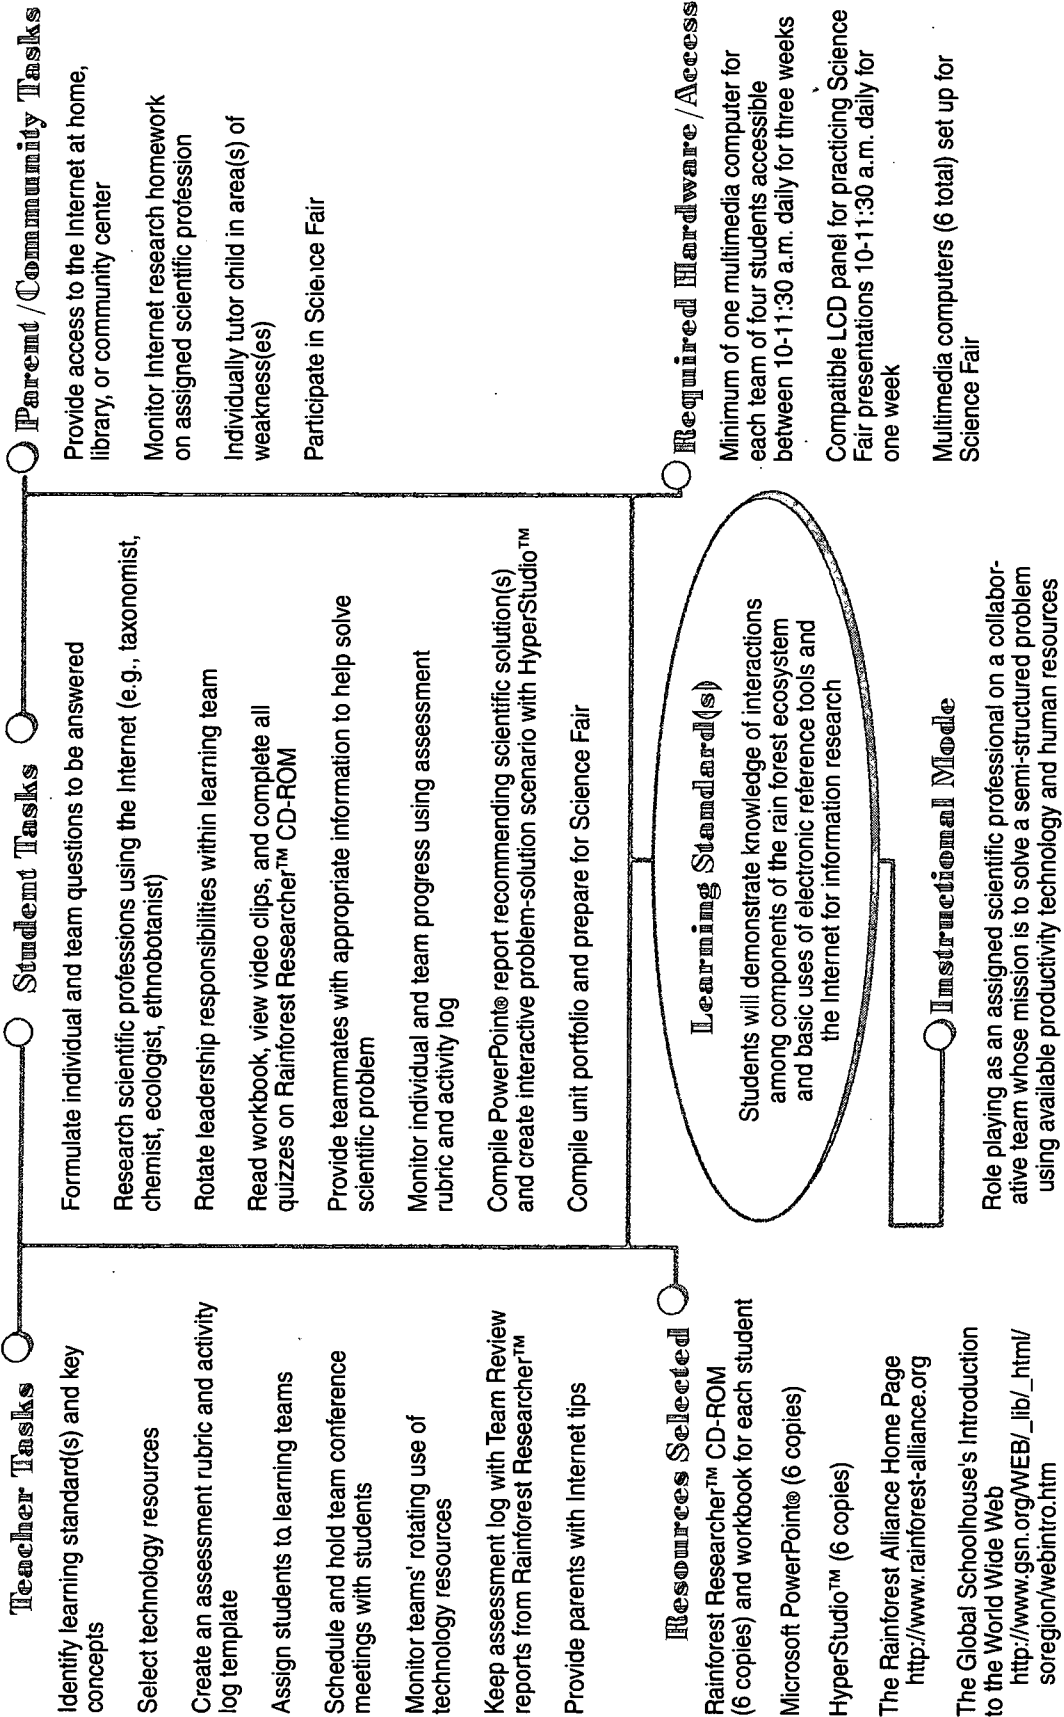 Teacher Tasks
Identify learning standard(s) and key
concepts
Select technology resources
Create an assessment rubric and activity
log template
Assign students to learning teams
Schedule and hold team conference
meetings with students
Monitor teams' rotating use of
technology resources
Keep assessment log with Team Review
reports from Rainforest Researcher™
Provide parents with Internet tips
Student Tasks
Formulate individual and team questions to be answered
Research scientific professions using the Internet (e.g., taxonomist,
chemist, ecologist, ethnobotanist)
Rotate leadership responsibilities within learning team
Read workbook, view video clips, and complete all
quizzes on Rainforest Researcher™ CD-ROM
Provide teammates with appropriate information to help solve
scientific problem
Monitor individual and team progress using assessment
rubric and activity log
Compile PowerPoint® report recommending scientific solution(s)
and create interactive problem-solution scenario with HyperStudio™
Compile unit portfolio and prepare for Science Fair
Parent/Community Tasks
Provide access to the Internet at home,
library, or community center
Monitor Internet research homework
on assigned scientific profession
Individually tutor child in area(s) of
weakness(es)
Participate in Science Fair
Resources Selected
Rainforest Researcher™ CD-ROM
(6 copies) and workbook for each student
Microsoft PowerPoint® (6 copies)
HyperStudio™ (6 copies)
The Rainforest Alliance Home Page
http://www.rainforest-alliance.org
The Global Schoolhouse's Introduction
to the World Wide Web
http://www.gsn.org/WEB/_lib/_html/
soregion/webintro.htm
Learning Standard(s)
Students will demonstrate knowledge of interactions
among components of the rain forest ecosystem
and basic uses of electronic reference tools and
the Internet for information research
Instructional Mode
Role playing as an assigned scientific professional on a collabor-
ative team whose mission is to solve a semi-structured problem
using available productivity technology and human resources
Required Hardware/Access
Minimum of one multimedia computer for
each team of four students accessible
between 10-11:30 a.m. daily for three weeks
Compatible LCD panel for practicing Science
Fair presentations 10-11:30 a.m. daily for
one week
Multimedia computers (6 total) set up for
Science Fair